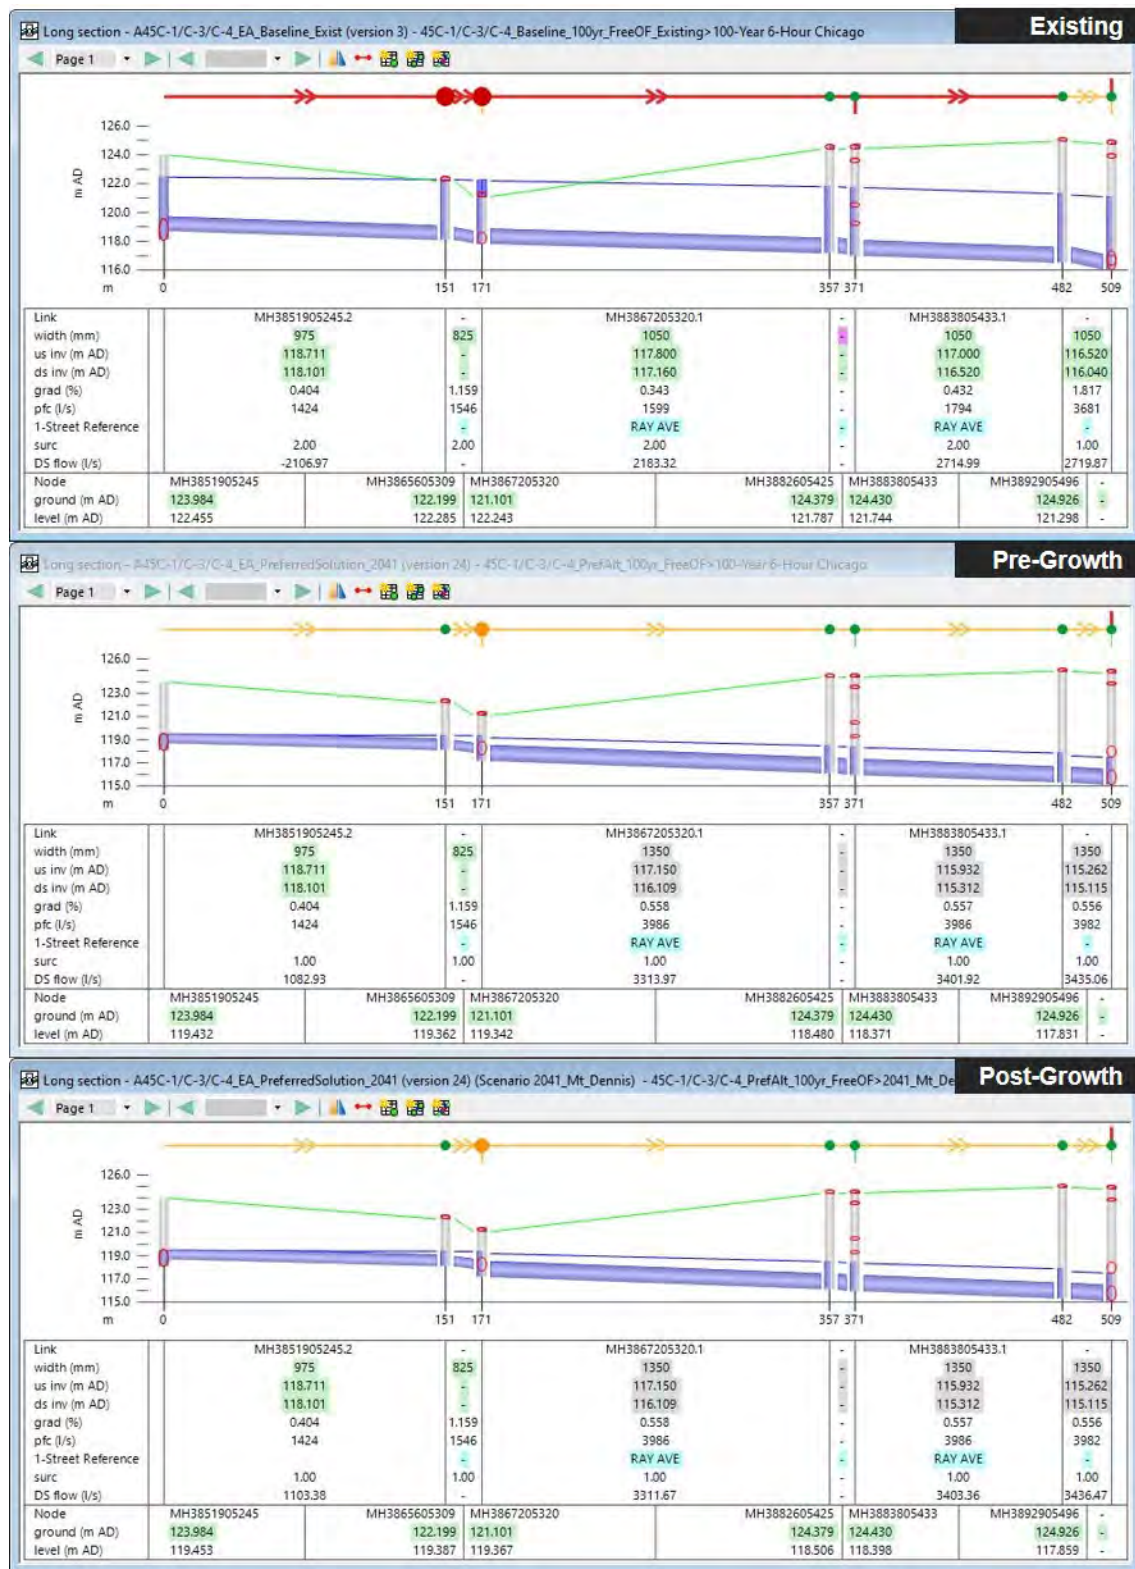 Long section - A45C-1/C-3/C-4_EA_Baseline_Exist (version 3) - 45C-1/C-3/C-4_Baseline_100yr_FreeOF_Existing>100-Year 6-Hour Chicago
Existing
Page 1
126.0
124.0
122.0
120.0
118.0
116.0
m AD
m 0 151 171 357 371 482 509
Link MH3851905245.2 - MH3867205320.1 - MH3883805433.1 -
width (mm) 975 825 1050 - 1050 1050
us inv (m AD) 118.711 - 117.800 - 117.000 116.520
ds inv (m AD) 118.101 - 117.160 - 116.520 116.040
grad (%) 0.404 1.159 0.343 - 0.432 1.817
pfc (l/s) 1424 1546 1599 - 1794 3681
1-Street Reference - RAY AVE - RAY AVE -
surc 2.00 2.00 2.00 - 2.00 1.00
DS flow (l/s) -2106.97 - 2183.32 - 2714.99 2719.87
Node MH3851905245 MH3865605309 MH3867205320 MH3882605425 MH3883805433 MH3892905496 -
ground (m AD) 123.984 122.199 121.101 124.379 124.430 124.926 -
level (m AD) 122.455 122.285 122.243 121.787 121.744 121.298 -
Long section - A45C-1/C-3/C-4_EA_PreferredSolution_2041 (version 24) - 45C-1/C-3/C-4_PrefAlt_100yr_FreeOF>100-Year 6-Hour Chicago
Pre-Growth
Page 1
126.0
123.0
121.0
119.0
117.0
115.0
m AD
m 0 151 171 357 371 482 509
Link MH3851905245.2 - MH3867205320.1 - MH3883805433.1 -
width (mm) 975 825 1350 - 1350 1350
us inv (m AD) 118.711 - 117.150 - 115.932 115.262
ds inv (m AD) 118.101 - 116.109 - 115.312 115.115
grad (%) 0.404 1.159 0.558 - 0.557 0.556
pfc (l/s) 1424 1546 3986 - 3986 3982
1-Street Reference - RAY AVE - RAY AVE -
surc 1.00 1.00 1.00 - 1.00 1.00
DS flow (l/s) 1082.93 - 3313.97 - 3401.92 3435.06
Node MH3851905245 MH3865605309 MH3867205320 MH3882605425 MH3883805433 MH3892905496 -
ground (m AD) 123.984 122.199 121.101 124.379 124.430 124.926 -
level (m AD) 119.432 119.362 119.342 118.480 118.371 117.831 -
Long section - A45C-1/C-3/C-4_EA_PreferredSolution_2041 (version 24) (Scenario 2041_Mt_Dennis) - 45C-1/C-3/C-4_PrefAlt_100yr_FreeOF>2041_Mt_De
Post-Growth
Page 1
126.0
123.0
121.0
119.0
117.0
115.0
m AD
m 0 151 171 357 371 482 509
Link MH3851905245.2 - MH3867205320.1 - MH3883805433.1 -
width (mm) 975 825 1350 - 1350 1350
us inv (m AD) 118.711 - 117.150 - 115.932 115.262
ds inv (m AD) 118.101 - 116.109 - 115.312 115.115
grad (%) 0.404 1.159 0.558 - 0.557 0.556
pfc (l/s) 1424 1546 3986 - 3986 3982
1-Street Reference - RAY AVE - RAY AVE -
surc 1.00 1.00 1.00 - 1.00 1.00
DS flow (l/s) 1103.38 - 3311.67 - 3403.36 3436.47
Node MH3851905245 MH3865605309 MH3867205320 MH3882605425 MH3883805433 MH3892905496 -
ground (m AD) 123.984 122.199 121.101 124.379 124.430 124.926 -
level (m AD) 119.453 119.387 119.367 118.506 118.398 117.859 -